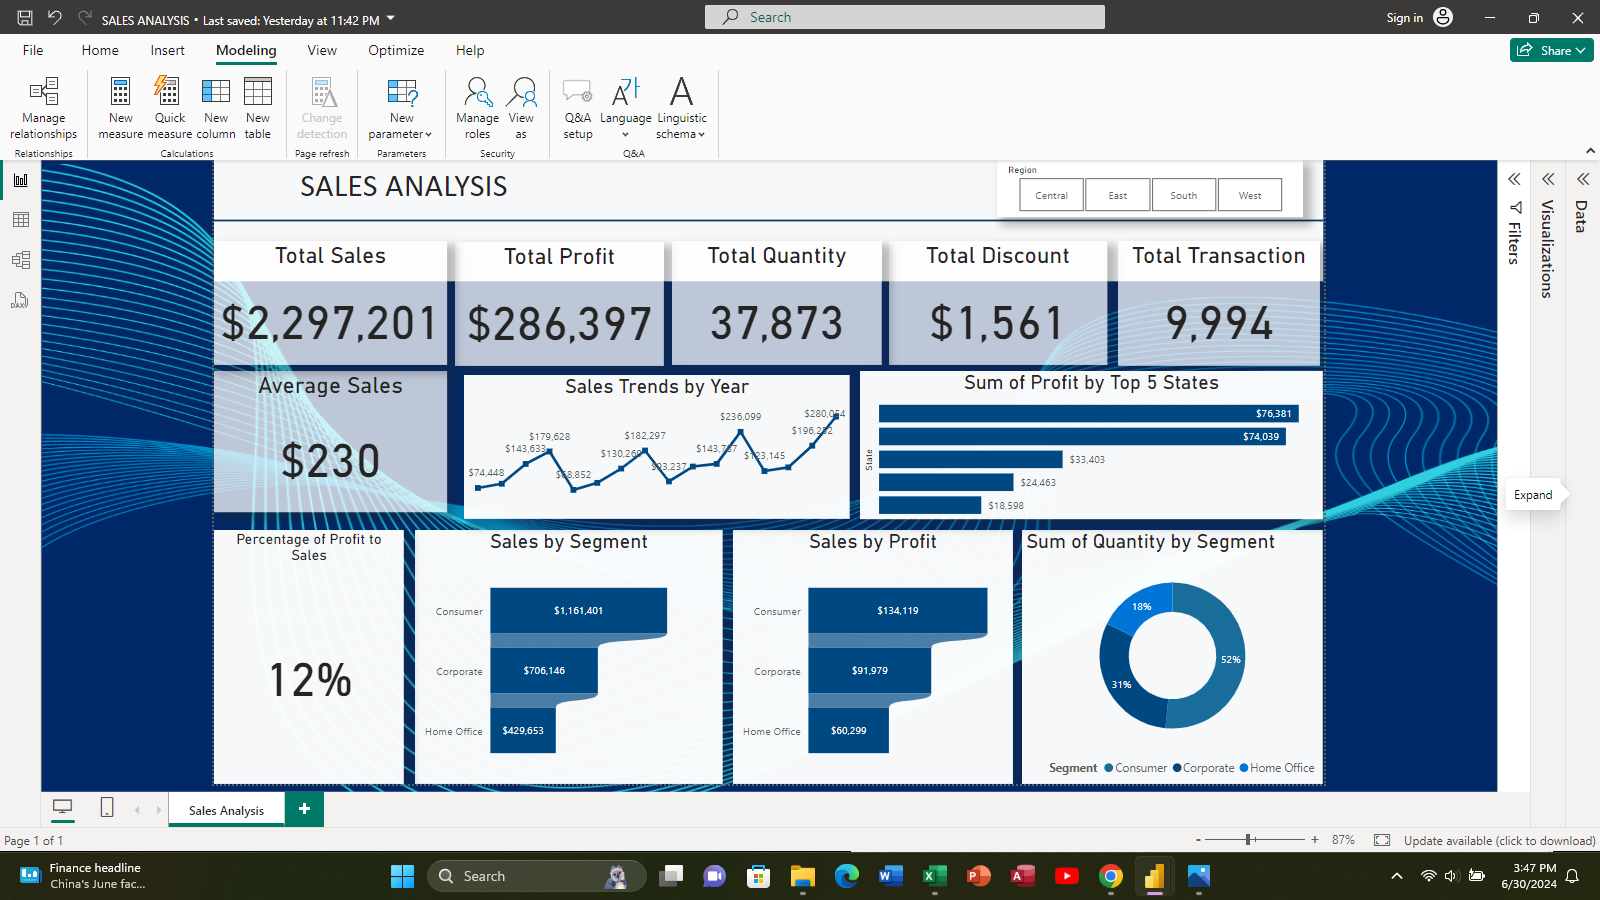 SALES ANALYSIS • Last saved: Yesterday at 11:42 PM
Search
Sign in
File Home Insert Modeling View Optimize Help
Share
Manage relationships
New measure
Quick measure
New column
New table
Change detection
New parameter
Manage roles
View as
Q&A setup
Language
Linguistic schema
Relationships
Calculations
Page refresh
Parameters
Security
Q&A
SALES ANALYSIS
Region
Central East South West
Total Sales
$2,297,201
Total Profit
$286,397
Total Quantity
37,873
Total Discount
$1,561
Total Transaction
9,994
Average Sales
$230
Sales Trends by Year
$74,448
$143,633
$179,628
$130,260
$182,297
$93,237
$236,099
$123,145
$280,054
Sum of Profit by Top 5 States
State
$76,381
$74,039
$33,403
$24,463
$18,598
Percentage of Profit to
Sales
12%
Sales by Segment
Consumer $1,161,401
Corporate $706,146
Home Office $429,653
Sales by Profit
Consumer $134,119
Corporate $91,979
Home Office $60,299
Sum of Quantity by Segment
18%
52%
31%
Segment Consumer Corporate Home Office
Filters
Visualizations
Data
Expand
Sales Analysis
Page 1 of 1
- + 87%
Update available (click to download)
Finance headline
China's June fac...
Search
3:47 PM
6/30/2024